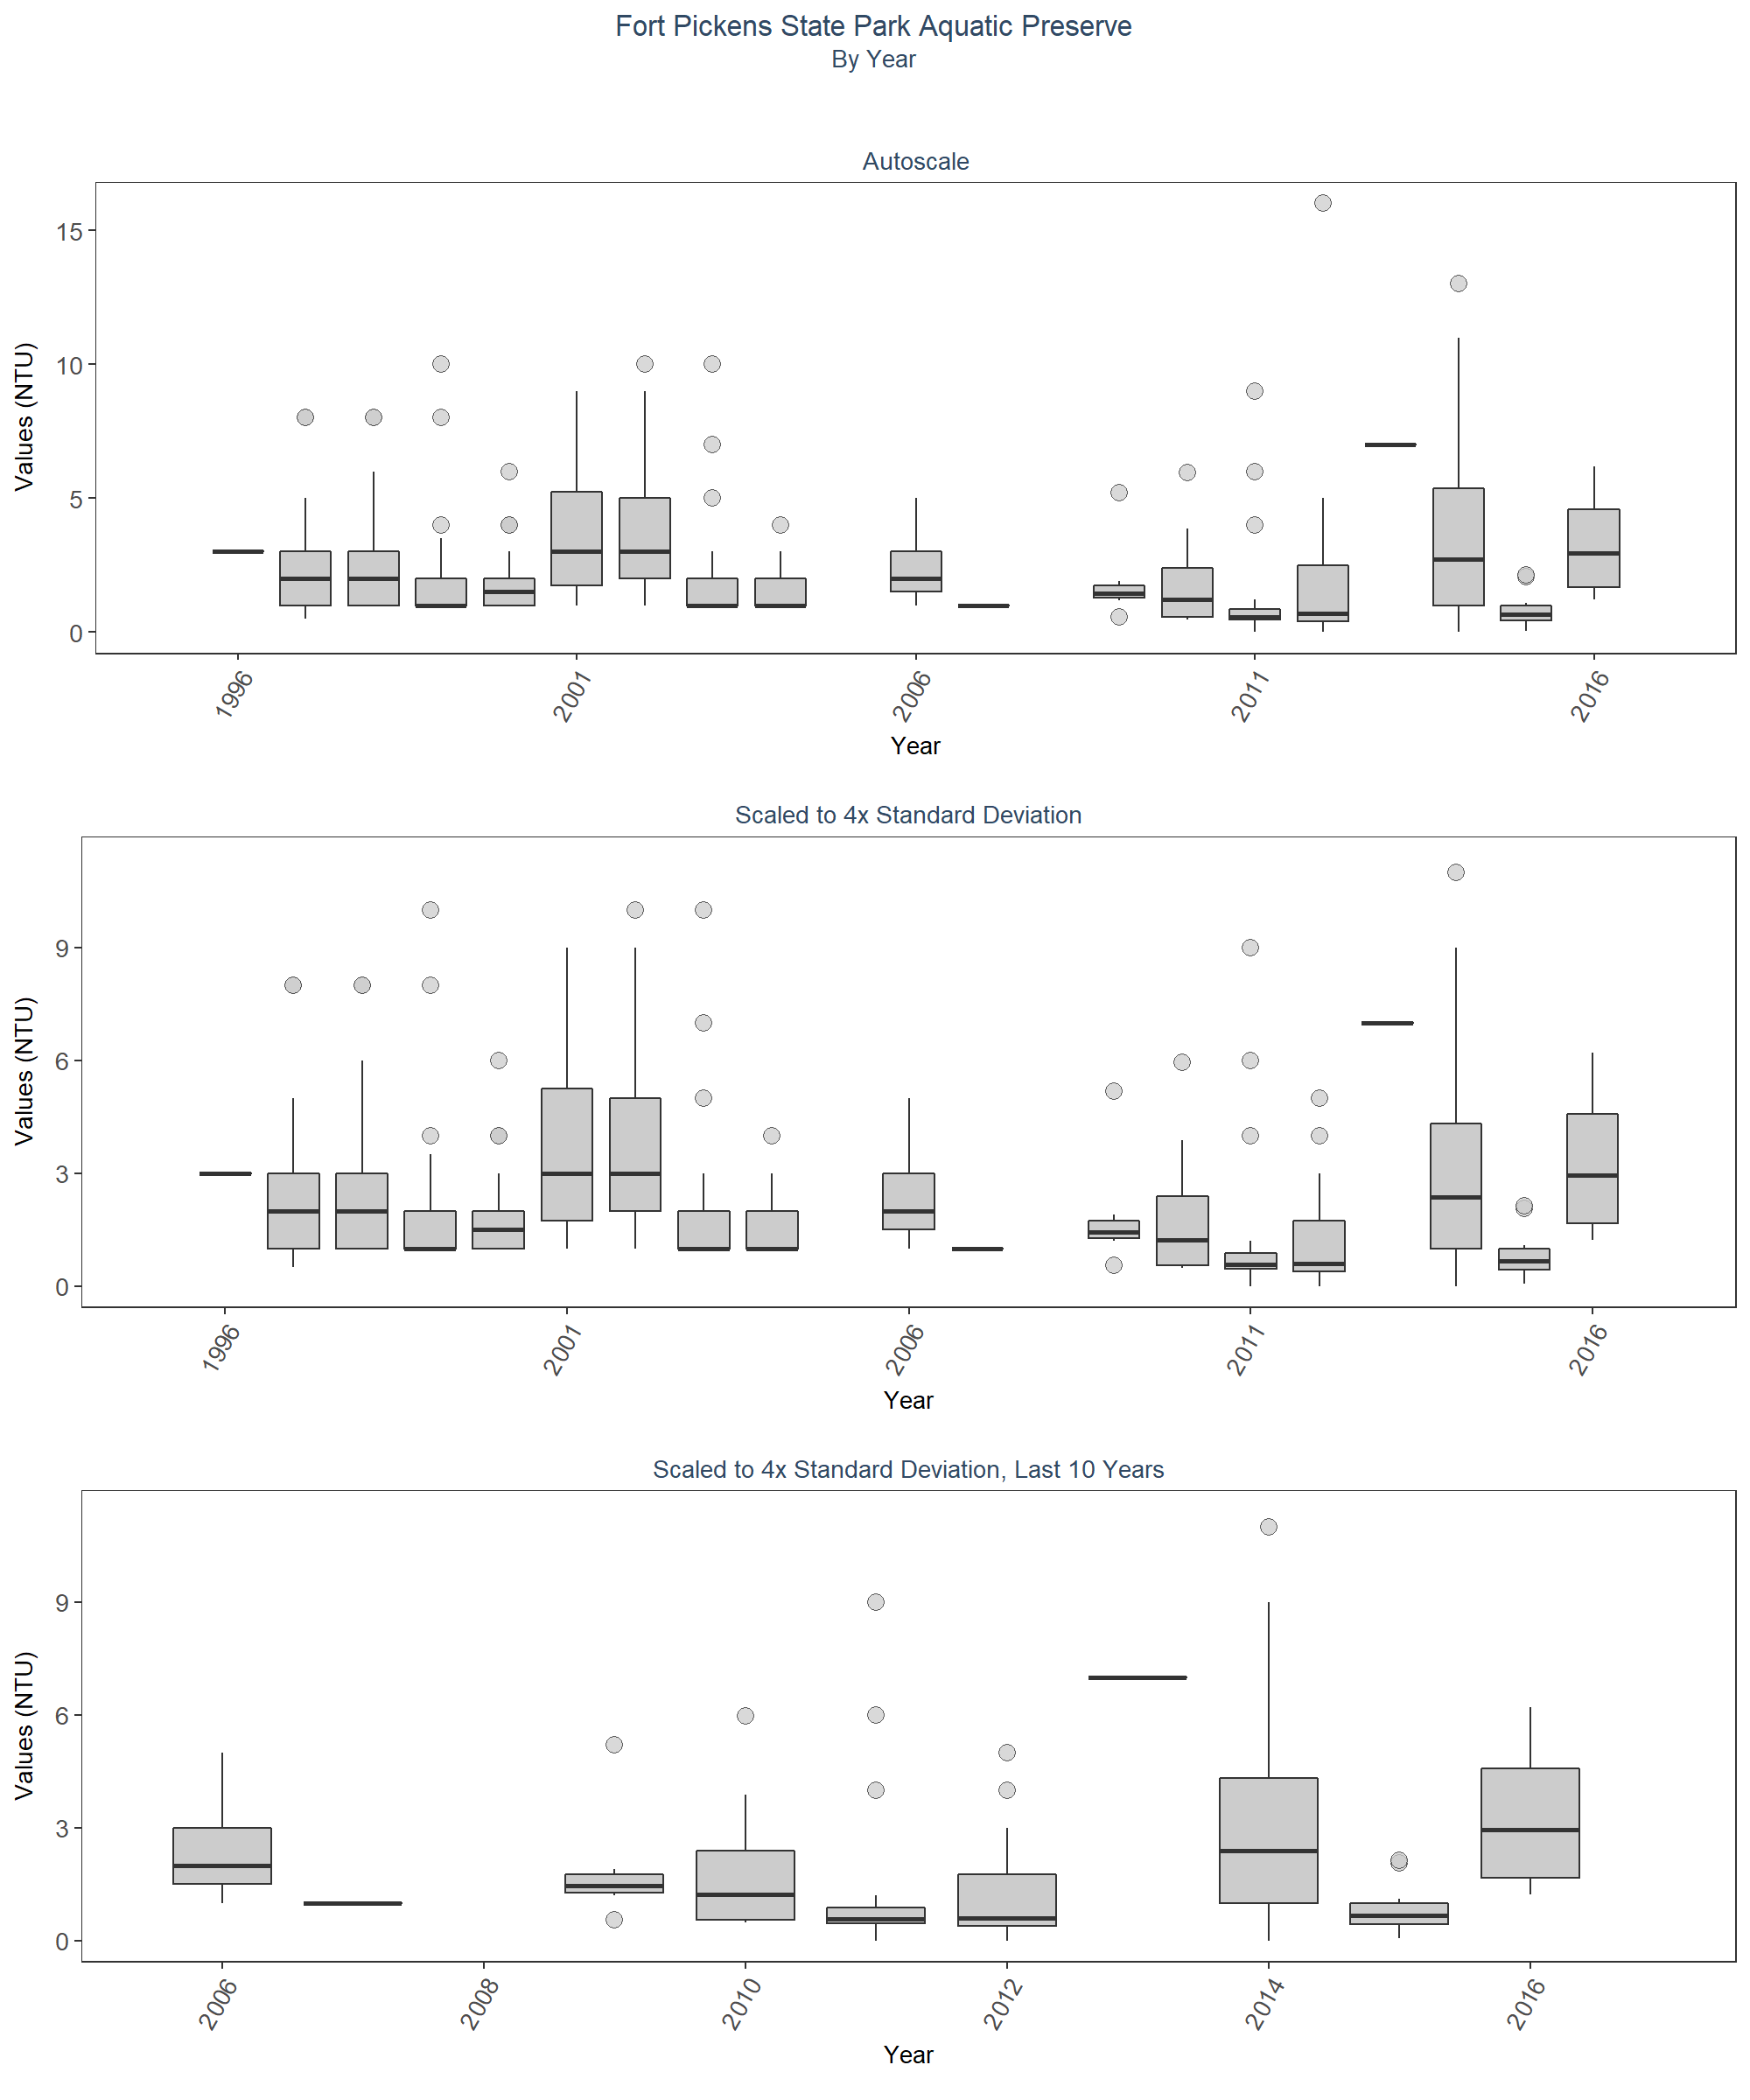 Fort Pickens State Park Aquatic Preserve
By Year
Autoscale
Values (NTU)
15
10
5
0
1996
2001
2006
2011
2016
Year
Scaled to 4x Standard Deviation
Values (NTU)
9
6
3
0
1996
2001
2006
2011
2016
Year
Scaled to 4x Standard Deviation, Last 10 Years
Values (NTU)
9
6
3
0
2006
2008
2010
2012
2014
2016
Year